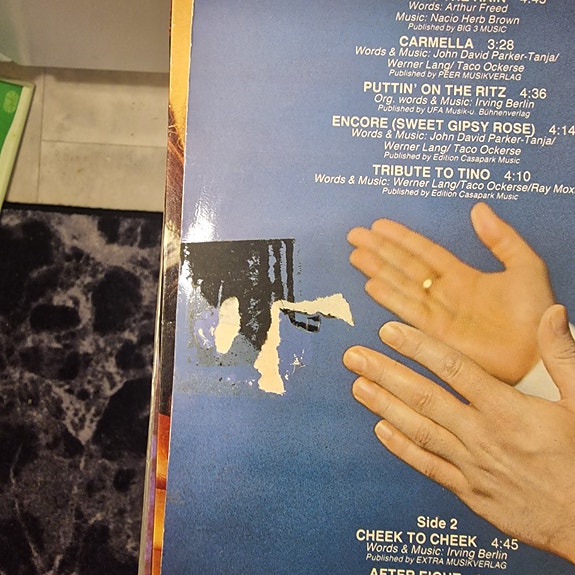 Words: Arthur Freed
Music: Nacio Herb Brown
Published by BIG 3 MUSIC
CARMELLA 3:28
Words & Music: John David Parker-Tanja/
Werner Lang/ Taco Ockerse
Published by PEER MUSIKVERLAG
PUTTIN' ON THE RITZ 4:36
Org. words & Music: Irving Berlin
Published by UFA Musik-u. Bühnenverlag
ENCORE (SWEET GIPSY ROSE) 4:14
Words & Music: John David Parker-Tanja/
Werner Lang/ Taco Ockerse
Published by Edition Casapark Music
TRIBUTE TO TINO 4:10
Words & Music: Werner Lang/Taco Ockerse/Ray Mox
Published by Edition Casapark Music
Side 2
CHEEK TO CHEEK 4:45
Words & Music: Irving Berlin
Published by EXTRA MUSIKVERLAG